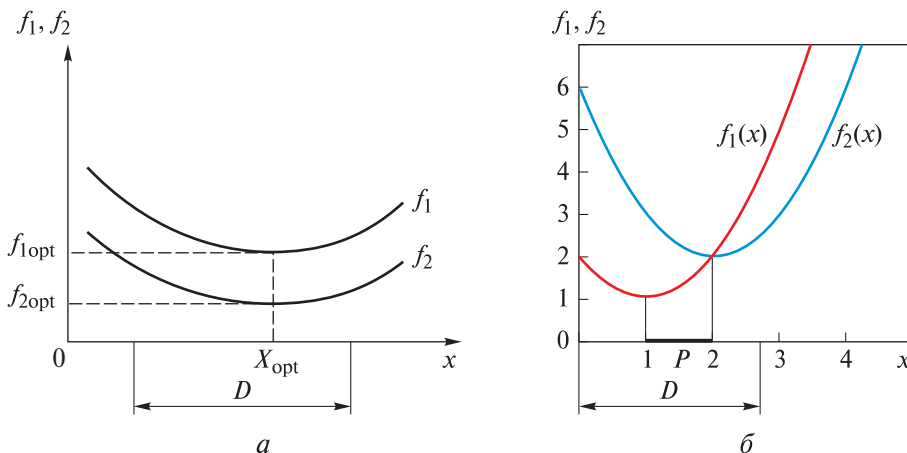 f₁, f₂
f₁
f₁opt
f₂
f₂opt
0
X opt
x
D
а
f₁, f₂
6
5
f₁(x)
f₂(x)
4
3
2
1
0
1
P
2
3
4
x
D
б